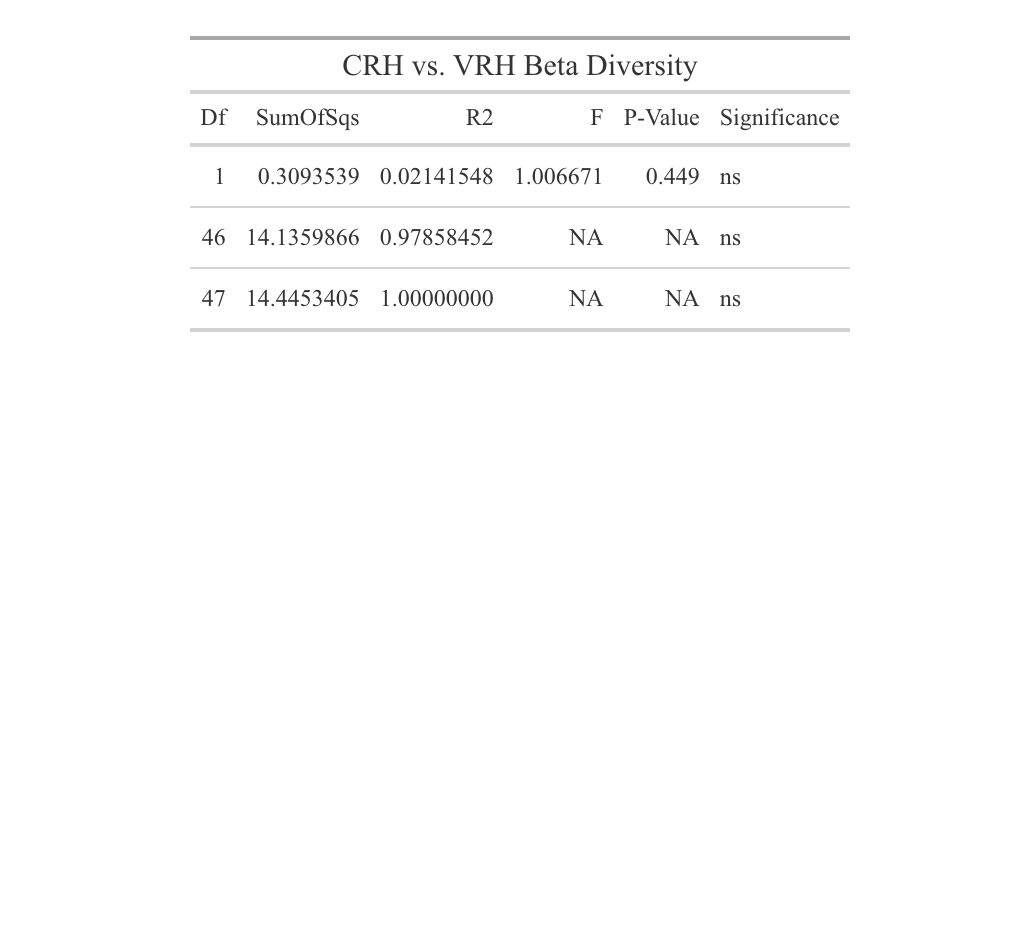 CRH vs. VRH Beta Diversity
Df SumOfSqs R2 F P-Value Significance
1 0.3093539 0.02141548 1.006671 0.449 ns
46 14.1359866 0.97858452 NA NA ns
47 14.4453405 1.00000000 NA NA ns